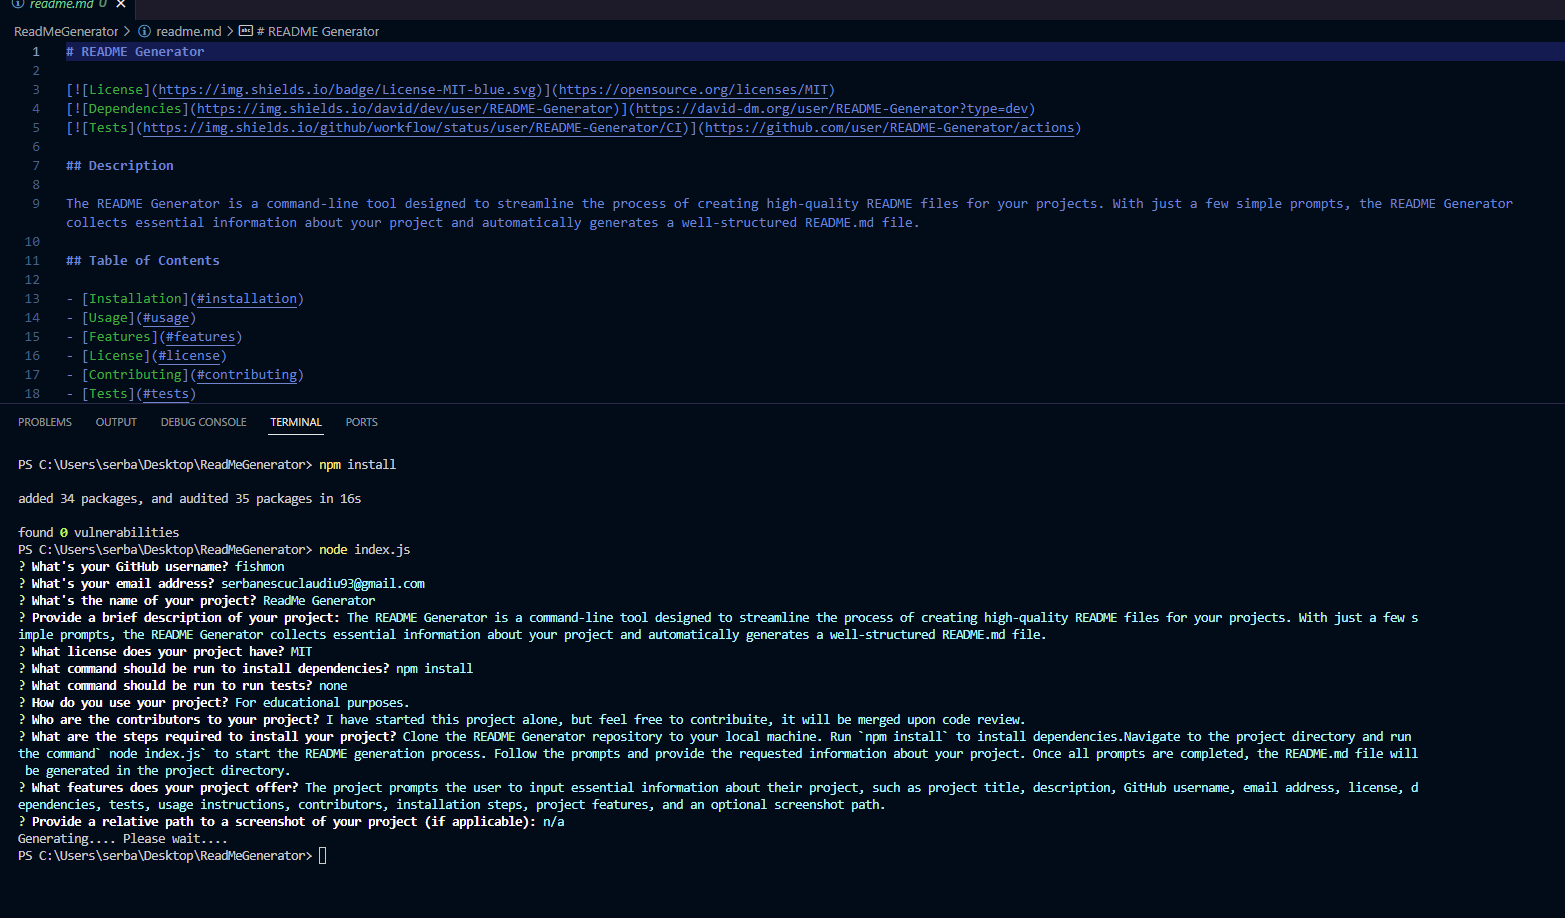 readme.md U
ReadMeGenerator > readme.md > # README Generator
1 # README Generator
2
3 [![License](https://img.shields.io/badge/License-MIT-blue.svg)](https://opensource.org/licenses/MIT)
4 [![Dependencies](https://img.shields.io/david/dev/user/README-Generator)](https://david-dm.org/user/README-Generator?type=dev)
5 [![Tests](https://img.shields.io/github/workflow/status/user/README-Generator/CI)](https://github.com/user/README-Generator/actions)
6
7 ## Description
8
9 The README Generator is a command-line tool designed to streamline the process of creating high-quality README files for your projects. With just a few simple prompts, the README Generator
collects essential information about your project and automatically generates a well-structured README.md file.
10
11 ## Table of Contents
12
13 - [Installation](#installation)
14 - [Usage](#usage)
15 - [Features](#features)
16 - [License](#license)
17 - [Contributing](#contributing)
18 - [Tests](#tests)
PROBLEMS OUTPUT DEBUG CONSOLE TERMINAL PORTS
PS C:\Users\serba\Desktop\ReadMeGenerator> npm install
added 34 packages, and audited 35 packages in 16s
found 0 vulnerabilities
PS C:\Users\serba\Desktop\ReadMeGenerator> node index.js
? What's your GitHub username? fishmon
? What's your email address? serbanescuclaudiu93@gmail.com
? What's the name of your project? ReadMe Generator
? Provide a brief description of your project: The README Generator is a command-line tool designed to streamline the process of creating high-quality README files for your projects. With just a few s
imple prompts, the README Generator collects essential information about your project and automatically generates a well-structured README.md file.
? What license does your project have? MIT
? What command should be run to install dependencies? npm install
? What command should be run to run tests? none
? How do you use your project? For educational purposes.
? Who are the contributors to your project? I have started this project alone, but feel free to contribuite, it will be merged upon code review.
? What are the steps required to install your project? Clone the README Generator repository to your local machine. Run `npm install` to install dependencies.Navigate to the project directory and run
the command` node index.js` to start the README generation process. Follow the prompts and provide the requested information about your project. Once all prompts are completed, the README.md file will
be generated in the project directory.
? What features does your project offer? The project prompts the user to input essential information about their project, such as project title, description, GitHub username, email address, license, d
ependencies, tests, usage instructions, contributors, installation steps, project features, and an optional screenshot path.
? Provide a relative path to a screenshot of your project (if applicable): n/a
Generating.... Please wait....
PS C:\Users\serba\Desktop\ReadMeGenerator>